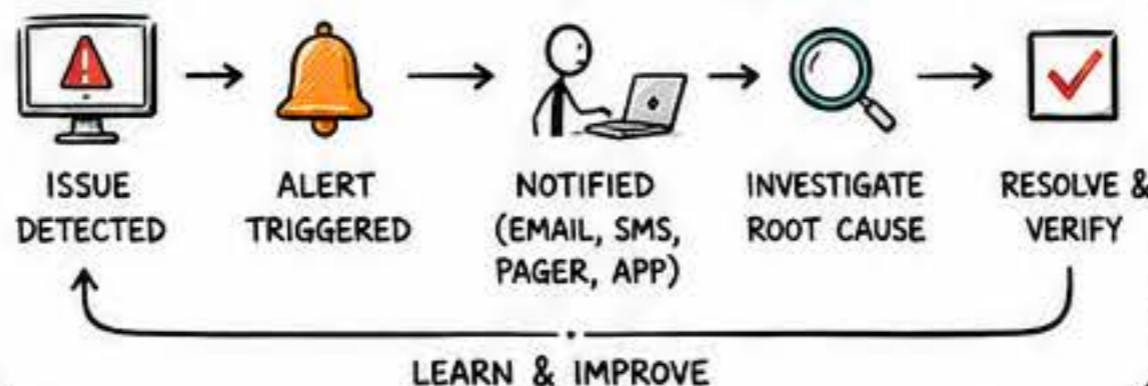 ISSUE
DETECTED
ALERT
TRIGGERED
NOTIFIED
(EMAIL, SMS,
PAGER, APP)
INVESTIGATE
ROOT CAUSE
RESOLVE &
VERIFY
LEARN & IMPROVE